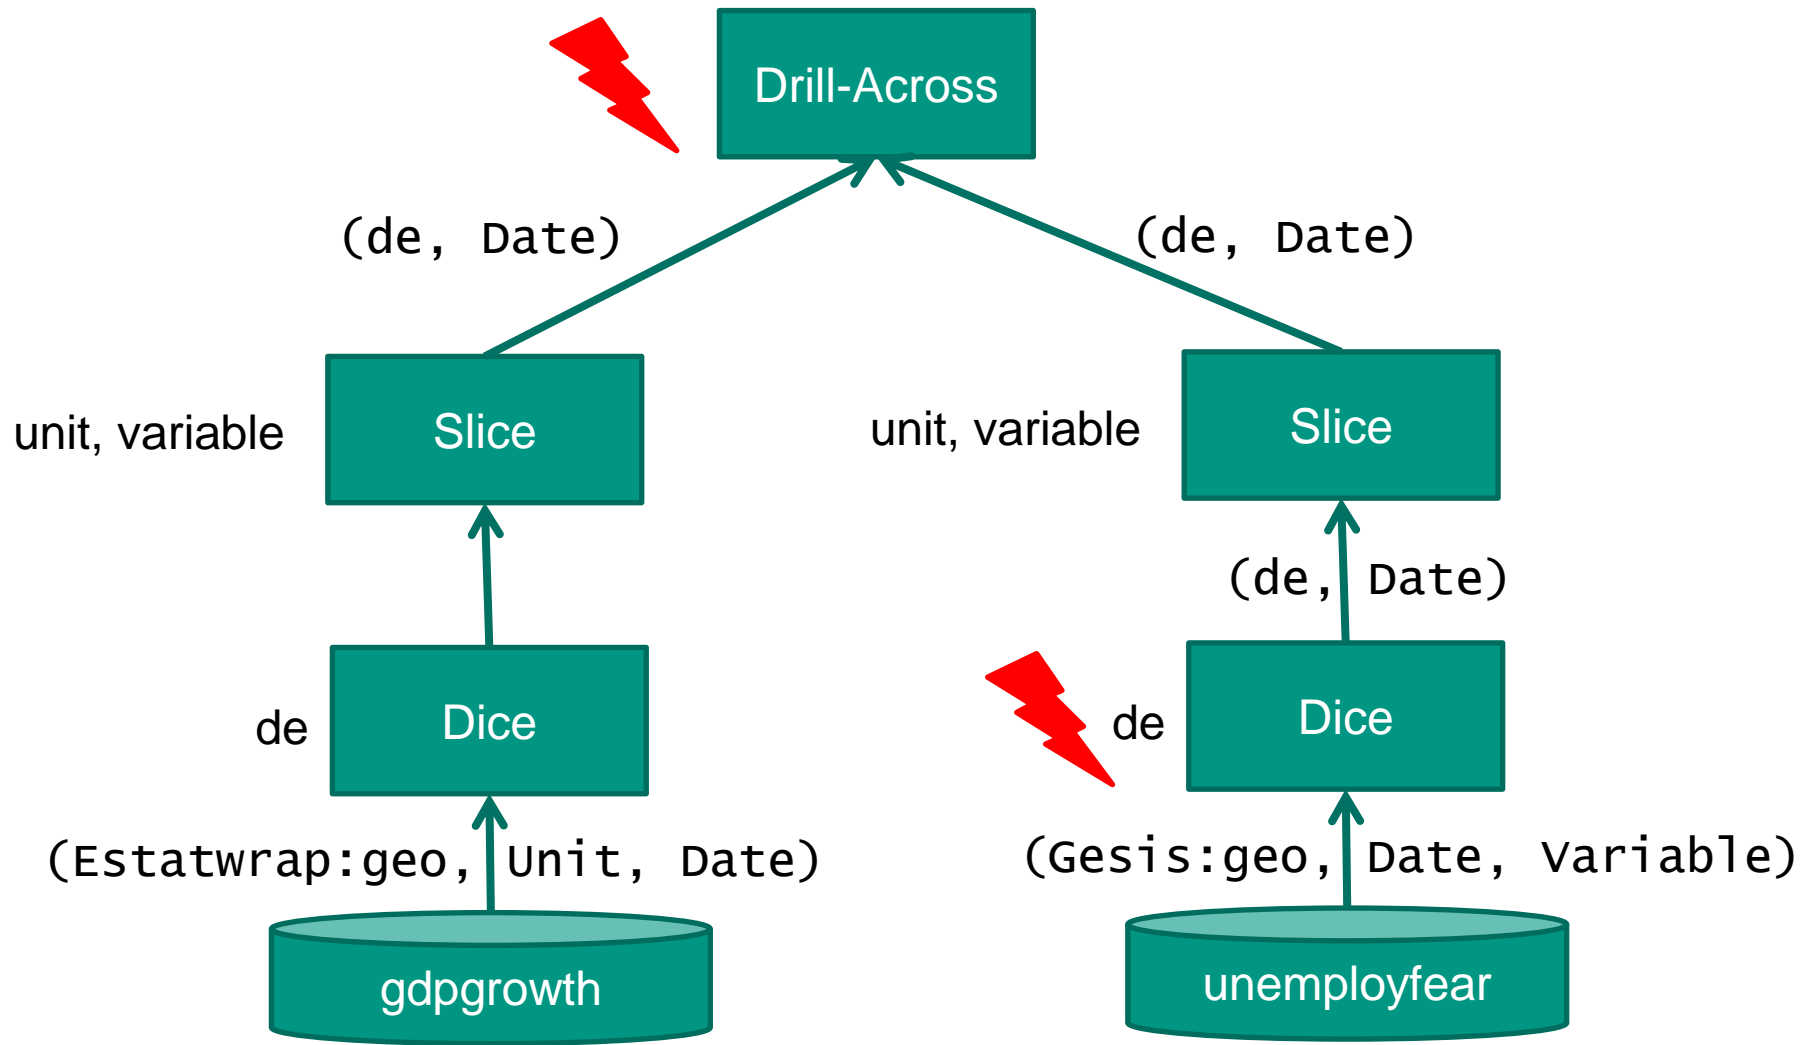 Drill-Across
(de, Date)
(de, Date)
unit, variable
Slice
unit, variable
Slice
(de, Date)
de
Dice
de
Dice
(Estatwrap:geo, Unit, Date)
(Gesis:geo, Date, Variable)
gdpgrowth
unemployfear